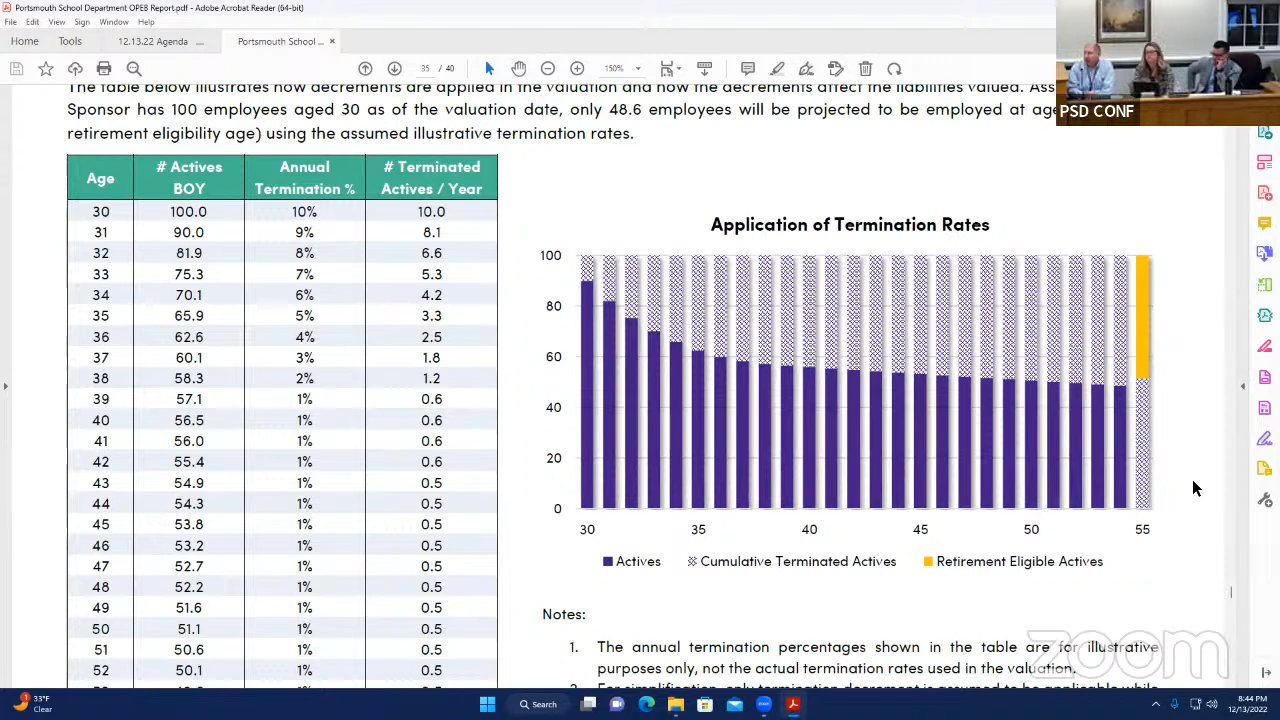 Portsmouth School Department OPEB Report.pdf - Adobe Acrobat Reader (64-bit)
File Edit View Sign Window Help
Home Tools 12.13.22 Agenda ... Portsmouth School ... ×
35 40 150%
PSD CONF
The table below illustrates how decrements are applied in the valuation and how the decrements affect the liabilities valued.
Sponsor has 100 employees aged 30 as of the valuation date, only 48.6 employees will be projected to be employed at
retirement eligibility age) using the assumed illustrative termination rates.
Age # Actives BOY Annual Termination % # Terminated Actives / Year
30 100.0 10% 10.0
31 90.0 9% 8.1
32 81.9 8% 6.6
33 75.3 7% 5.3
34 70.1 6% 4.2
35 65.9 5% 3.3
36 62.6 4% 2.5
37 60.1 3% 1.8
38 58.3 2% 1.2
39 57.1 1% 0.6
40 56.5 1% 0.6
41 56.0 1% 0.6
42 55.4 1% 0.6
43 54.9 1% 0.5
44 54.3 1% 0.5
45 53.8 1% 0.5
46 53.2 1% 0.5
47 52.7 1% 0.5
48 52.2 1% 0.5
49 51.6 1% 0.5
50 51.1 1% 0.5
51 50.6 1% 0.5
52 50.1 1% 0.5
Application of Termination Rates
100
80
60
40
20
0
30 35 40 45 50 55
Actives Cumulative Terminated Actives Retirement Eligible Actives
Notes:
1. The annual termination percentages shown in the table are for illustrative
purposes only, not the actual termination rates used in the valuation.
zoom
33°F
Clear
Search
8:44 PM
12/13/2022